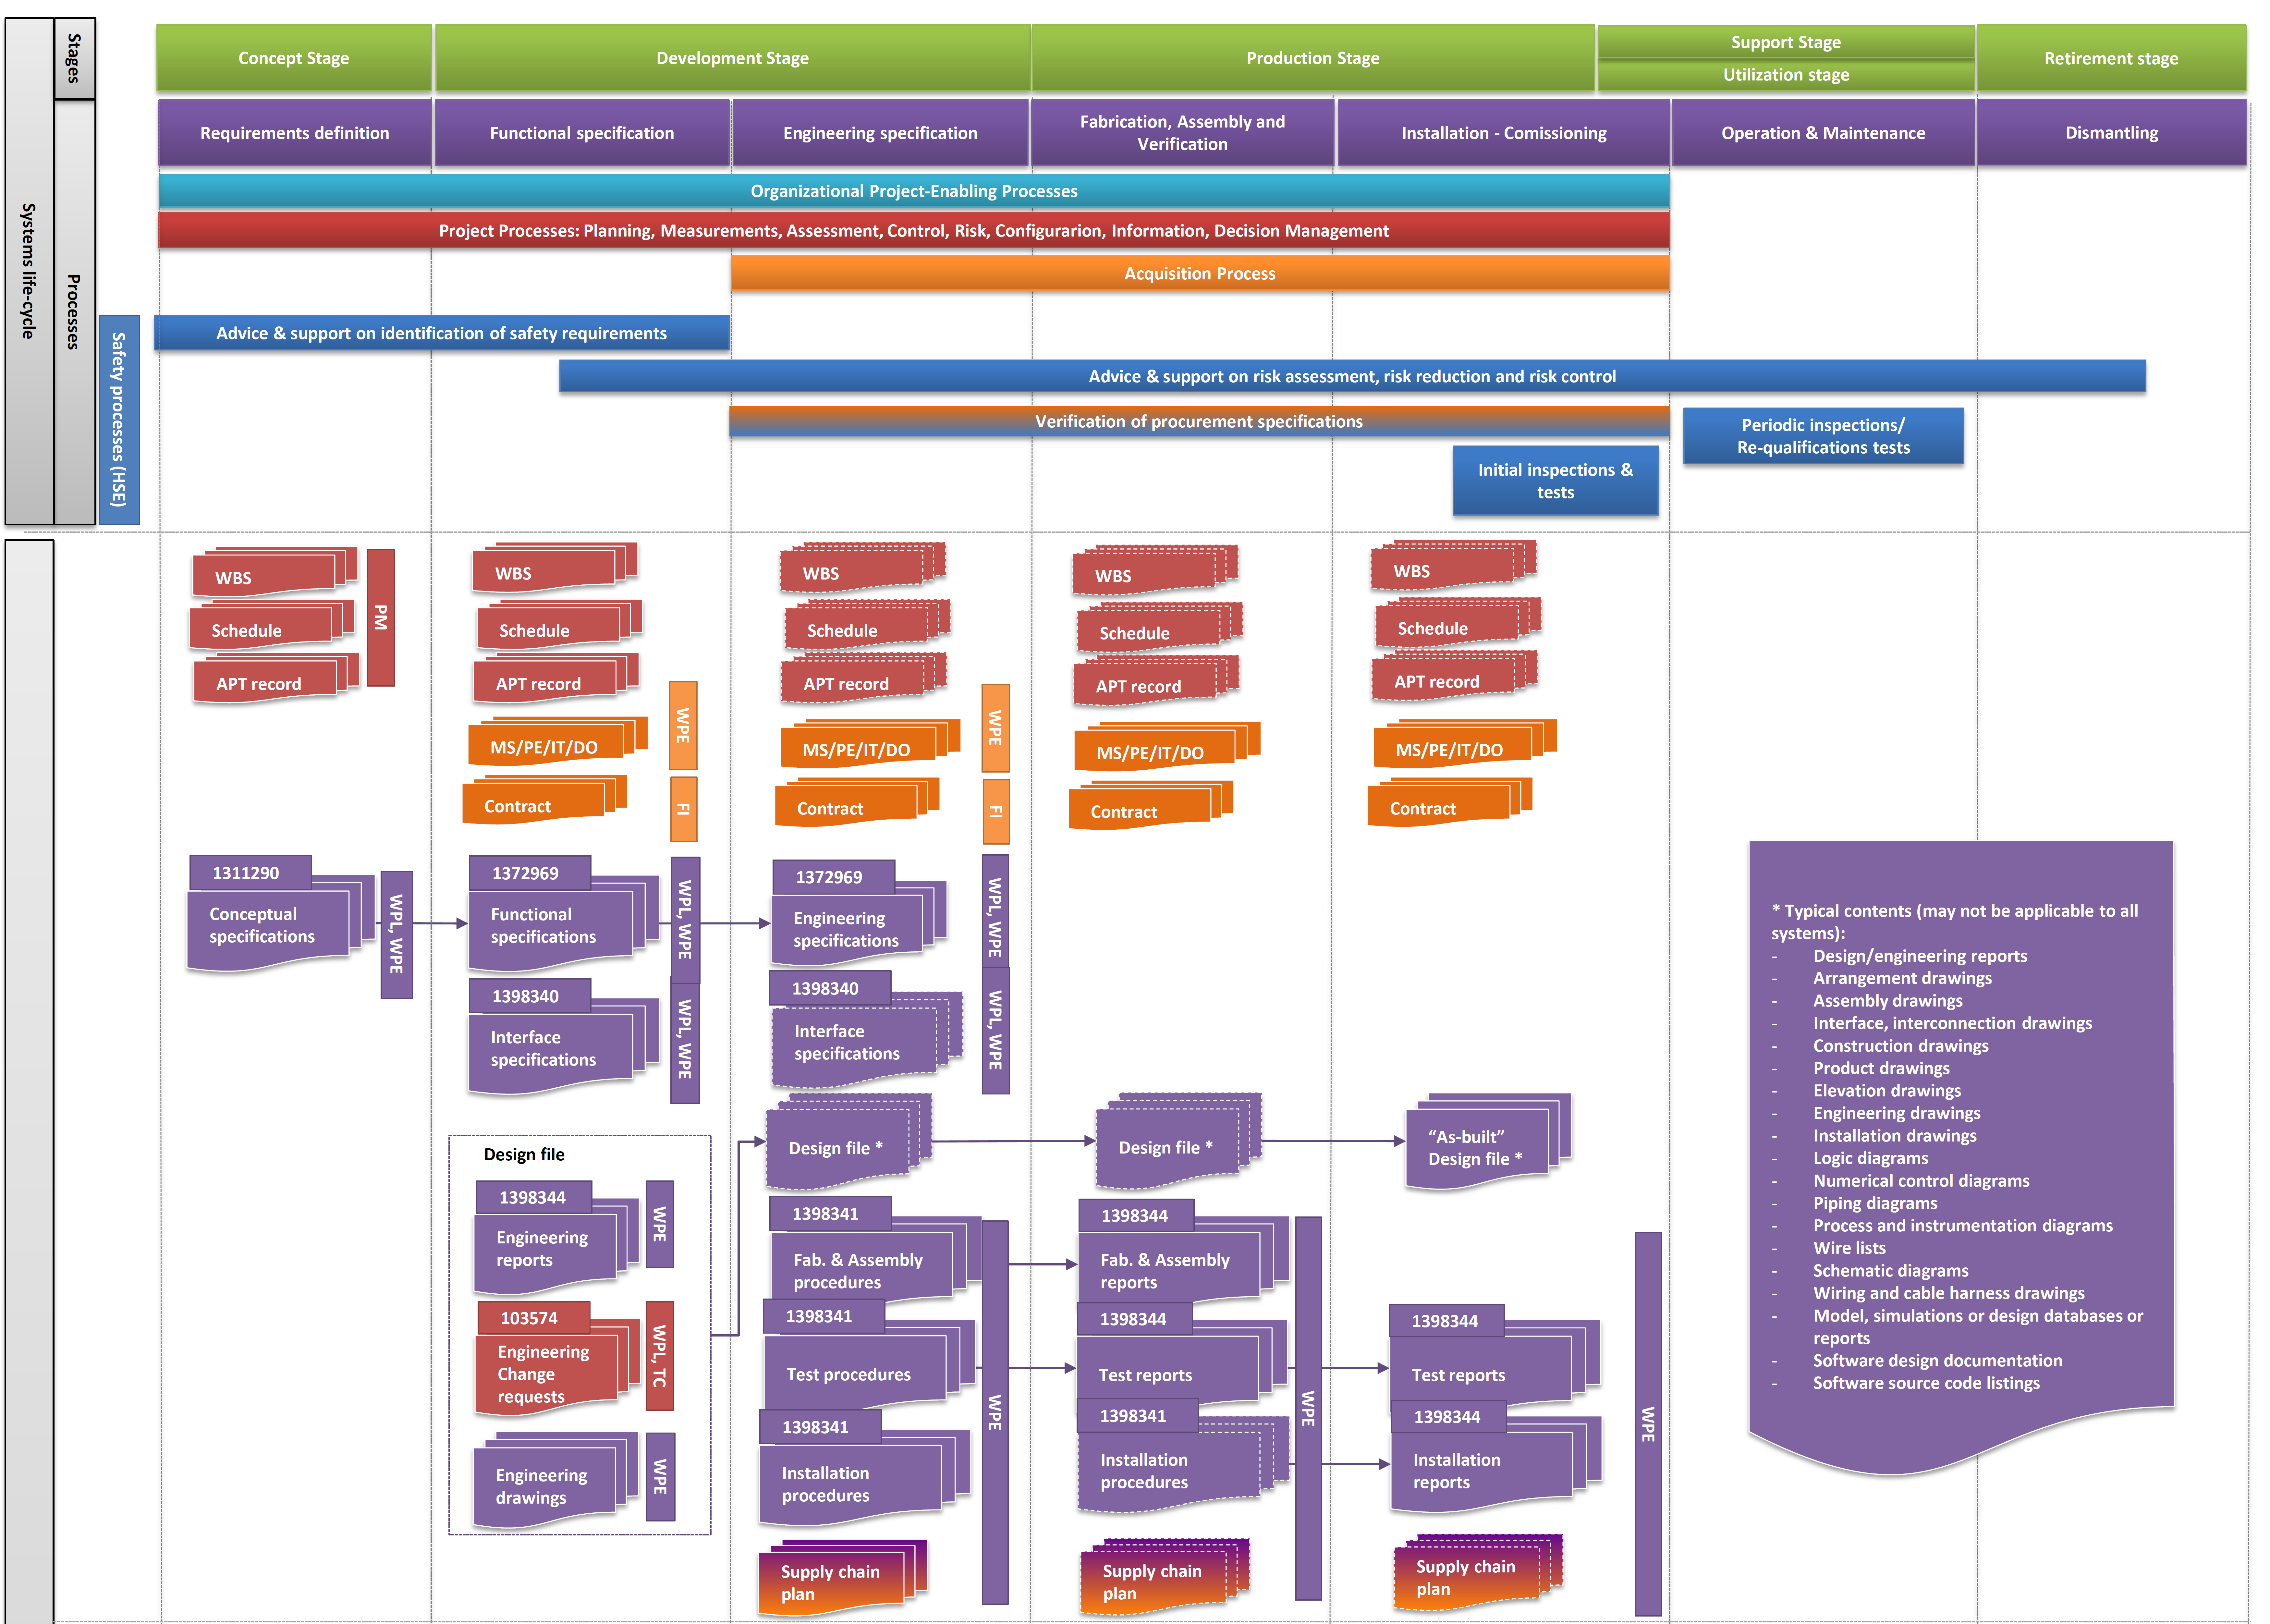 Systems life-cycle
Stages
Processes
Safety processes (HSE)
Concept Stage
Development Stage
Production Stage
Support Stage
Utilization stage
Retirement stage
Requirements definition
Functional specification
Engineering specification
Fabrication, Assembly and
Verification
Installation - Comissioning
Operation & Maintenance
Dismantling
Organizational Project-Enabling Processes
Project Processes: Planning, Measurements, Assessment, Control, Risk, Configurarion, Information, Decision Management
Acquisition Process
Advice & support on identification of safety requirements
Advice & support on risk assessment, risk reduction and risk control
Verification of procurement specifications
Periodic inspections/
Re-qualifications tests
Initial inspections &
tests
WBS
Schedule
APT record
PM
WBS
Schedule
APT record
MS/PE/IT/DO
Contract
WPE
FI
WBS
Schedule
APT record
MS/PE/IT/DO
Contract
WPE
FI
WBS
Schedule
APT record
MS/PE/IT/DO
Contract
WBS
Schedule
APT record
MS/PE/IT/DO
Contract
1311290
Conceptual
specifications
WPL, WPE
1372969
Functional
specifications
WPL, WPE
1398340
Interface
specifications
WPL, WPE
1372969
Engineering
specifications
WPL, WPE
1398340
Interface
specifications
WPL, WPE
Design file
1398344
Engineering
reports
WPE
103574
Engineering
Change
requests
WPL, TC
Engineering
drawings
WPE
Design file *
1398341
Fab. & Assembly
procedures
1398341
Test procedures
1398341
Installation
procedures
WPE
Supply chain
plan
Design file *
1398344
Fab. & Assembly
reports
1398344
Test reports
1398341
Installation
procedures
WPE
Supply chain
plan
“As-built”
Design file *
1398344
Test reports
1398344
Installation
reports
WPE
Supply chain
plan
* Typical contents (may not be applicable to all
systems):
- Design/engineering reports
- Arrangement drawings
- Assembly drawings
- Interface, interconnection drawings
- Construction drawings
- Product drawings
- Elevation drawings
- Engineering drawings
- Installation drawings
- Logic diagrams
- Numerical control diagrams
- Piping diagrams
- Process and instrumentation diagrams
- Wire lists
- Schematic diagrams
- Wiring and cable harness drawings
- Model, simulations or design databases or
reports
- Software design documentation
- Software source code listings